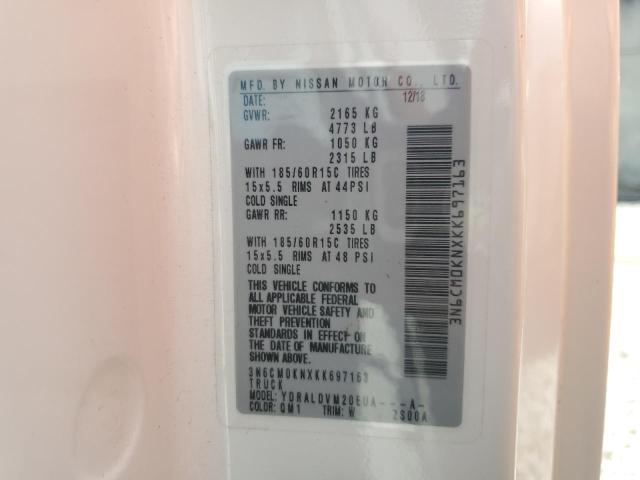 MFD. BY NISSAN MOTOR CO., LTD.
DATE: 12/18
GVWR: 2165 KG
4773 LB
GAWR FR: 1050 KG
2315 LB
WITH 185/60R15C TIRES
15x5.5 RIMS AT 44PSI
COLD SINGLE
GAWR RR: 1150 KG
2535 LB
WITH 185/60R15C TIRES
15x5.5 RIMS AT 48 PSI
COLD SINGLE
THIS VEHICLE CONFORMS TO
ALL APPLICABLE FEDERAL
MOTOR VEHICLE SAFETY AND
THEFT PREVENTION
STANDARDS IN EFFECT ON
THE DATE OF MANUFACTURE
SHOWN ABOVE.
3N6CM0KNXKK697163
TRUCK
MODEL: YDRALDVM20EUA---A-
COLOR: QM1 TRIM: W 2SD0A
3N6CM0KNXKK697163